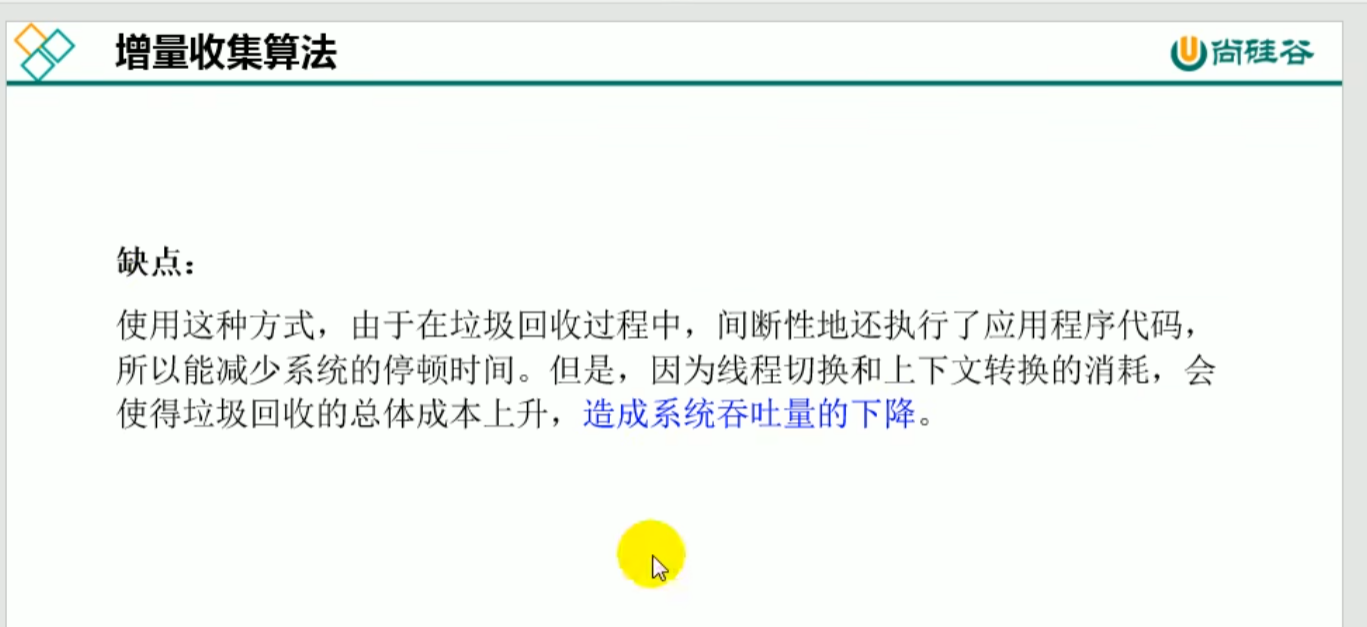 增量收集算法
尚硅谷
缺点：
使用这种方式，由于在垃圾回收过程中，间断性地还执行了应用程序代码，
所以能减少系统的停顿时间。但是，因为线程切换和上下文转换的消耗，会
使得垃圾回收的总体成本上升，造成系统吞吐量的下降。